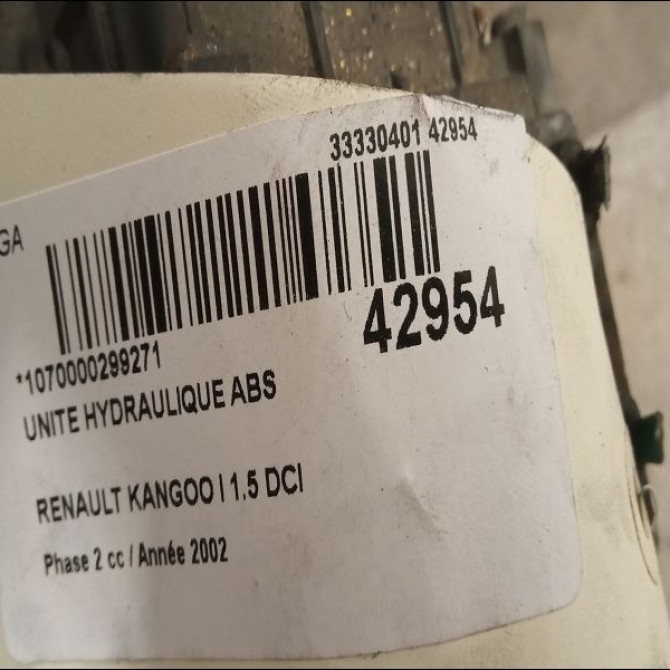 33330401 42954
GA
42954
*1070000299271
UNITE HYDRAULIQUE ABS
RENAULT KANGOO I 1.5 DCI
Phase 2 cc / Année 2002